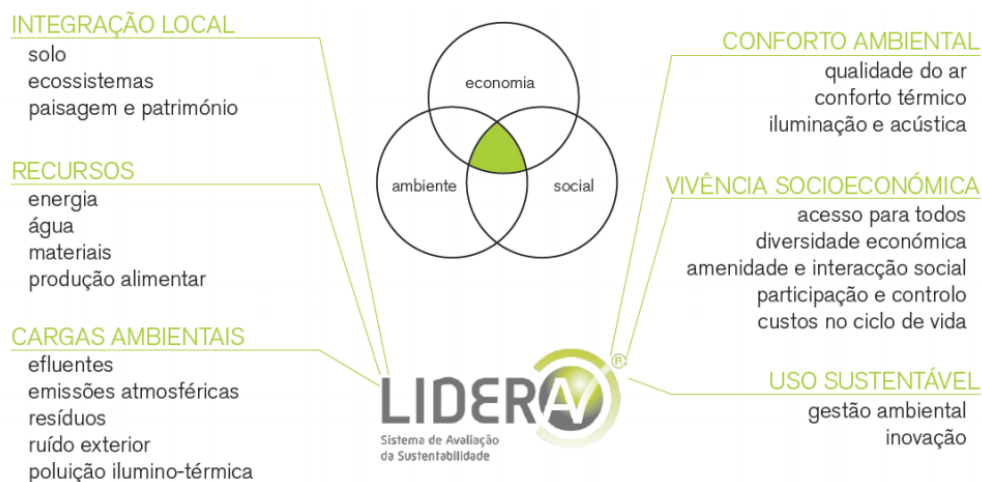 INTEGRAÇÃO LOCAL
solo
ecossistemas
paisagem e património
RECURSOS
energia
água
materiais
produção alimentar
CARGAS AMBIENTAIS
efluentes
emissões atmosféricas
resíduos
ruído exterior
poluição ilumino-térmica
economia
ambiente
social
LIDERA
®
Sistema de Avaliação
da Sustentabilidade
CONFORTO AMBIENTAL
qualidade do ar
conforto térmico
iluminação e acústica
VIVÊNCIA SOCIOECONÓMICA
acesso para todos
diversidade económica
amenidade e interacção social
participação e controlo
custos no ciclo de vida
USO SUSTENTÁVEL
gestão ambiental
inovação